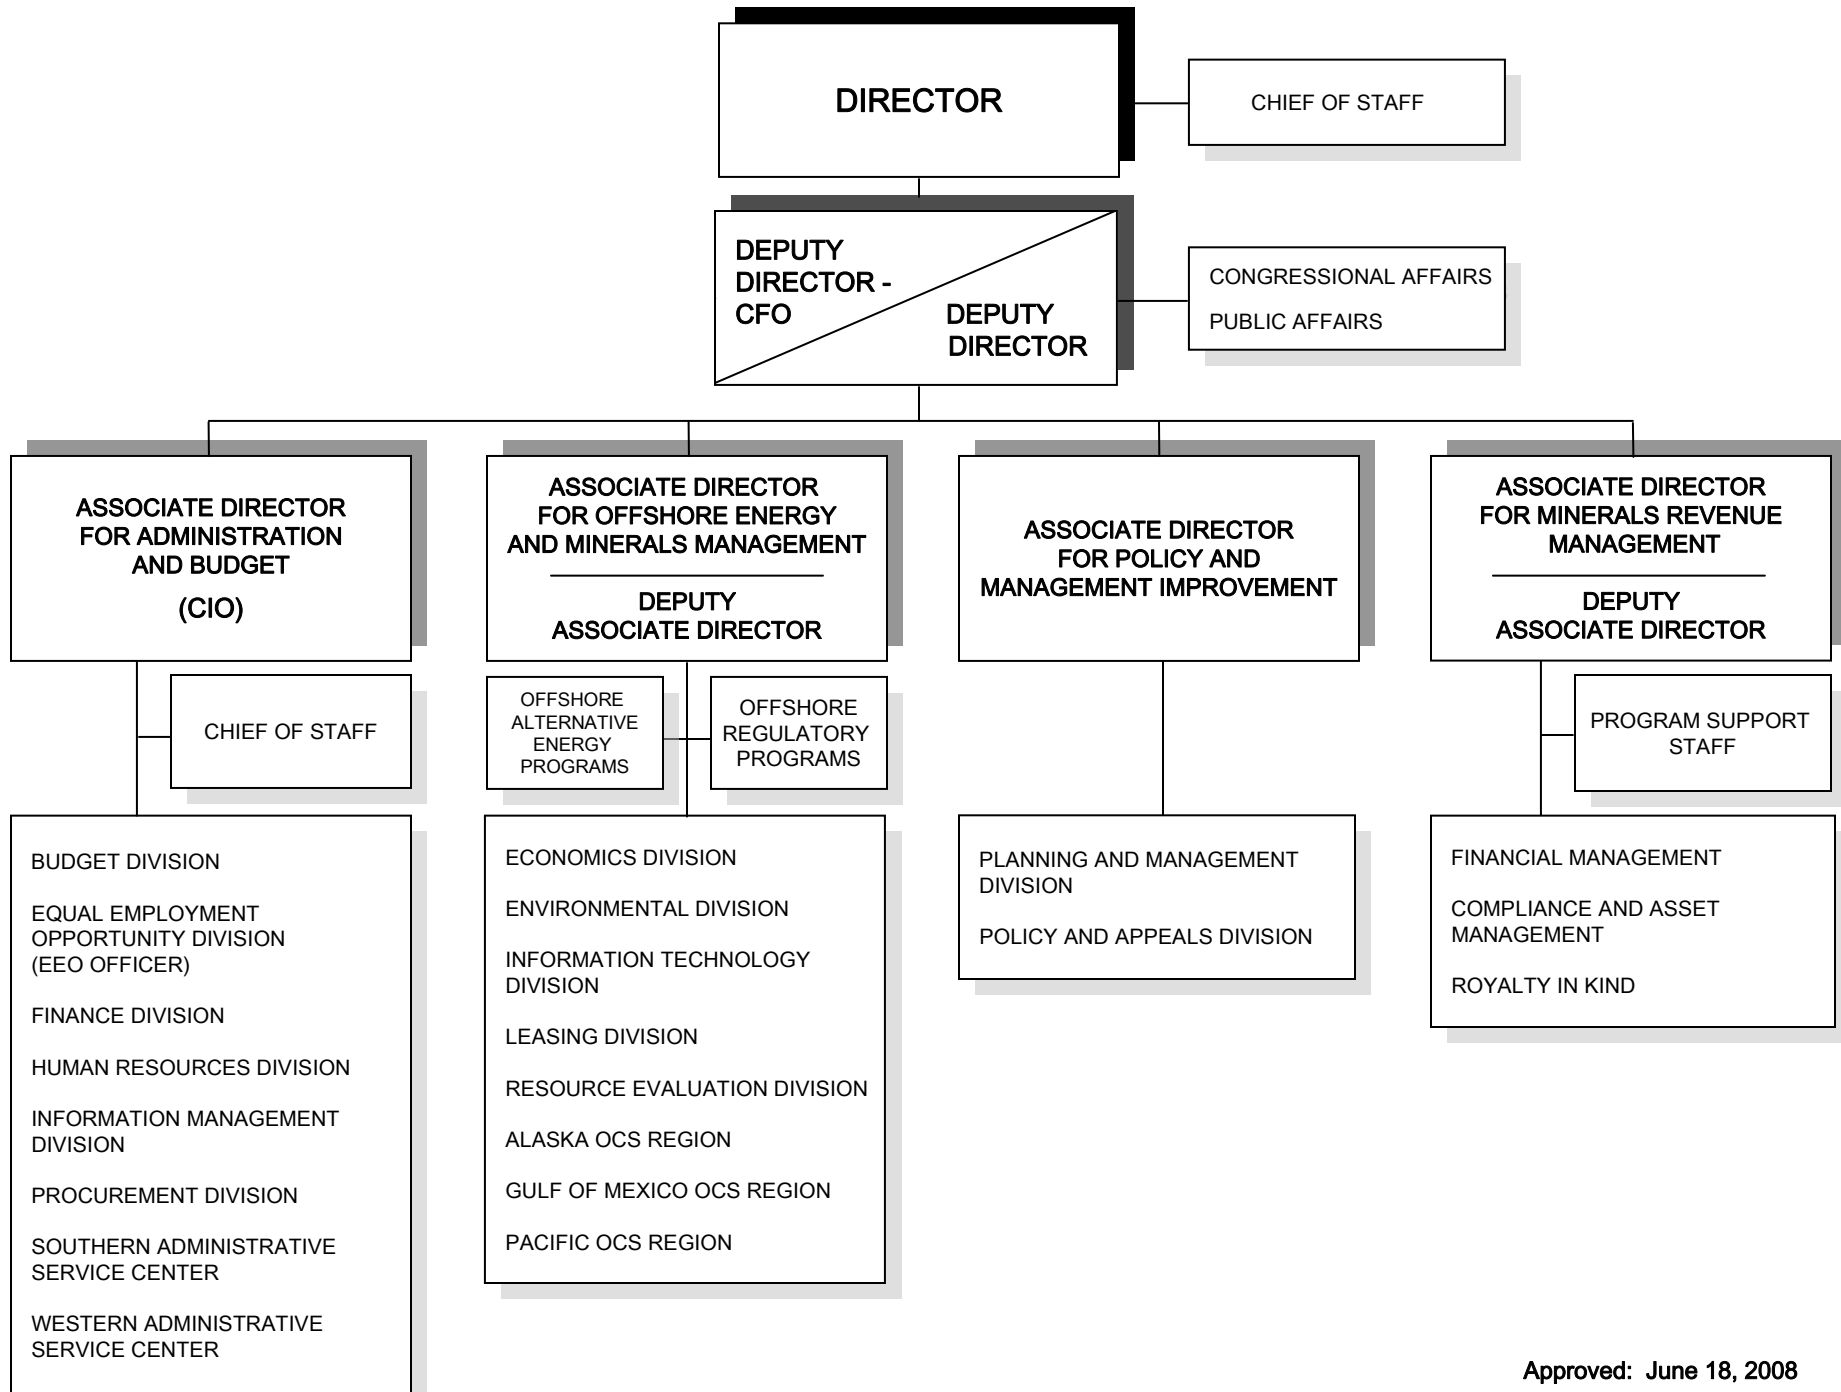 DIRECTOR
CHIEF OF STAFF
DEPUTY
DIRECTOR -
CFO
DEPUTY
DIRECTOR
CONGRESSIONAL AFFAIRS
PUBLIC AFFAIRS
ASSOCIATE DIRECTOR
FOR ADMINISTRATION
AND BUDGET
(CIO)
ASSOCIATE DIRECTOR
FOR OFFSHORE ENERGY
AND MINERALS MANAGEMENT
DEPUTY
ASSOCIATE DIRECTOR
ASSOCIATE DIRECTOR
FOR POLICY AND
MANAGEMENT IMPROVEMENT
ASSOCIATE DIRECTOR
FOR MINERALS REVENUE
MANAGEMENT
DEPUTY
ASSOCIATE DIRECTOR
CHIEF OF STAFF
OFFSHORE
ALTERNATIVE
ENERGY
PROGRAMS
OFFSHORE
REGULATORY
PROGRAMS
PROGRAM SUPPORT
STAFF
BUDGET DIVISION
EQUAL EMPLOYMENT
OPPORTUNITY DIVISION
(EEO OFFICER)
FINANCE DIVISION
HUMAN RESOURCES DIVISION
INFORMATION MANAGEMENT
DIVISION
PROCUREMENT DIVISION
SOUTHERN ADMINISTRATIVE
SERVICE CENTER
WESTERN ADMINISTRATIVE
SERVICE CENTER
ECONOMICS DIVISION
ENVIRONMENTAL DIVISION
INFORMATION TECHNOLOGY
DIVISION
LEASING DIVISION
RESOURCE EVALUATION DIVISION
ALASKA OCS REGION
GULF OF MEXICO OCS REGION
PACIFIC OCS REGION
PLANNING AND MANAGEMENT
DIVISION
POLICY AND APPEALS DIVISION
FINANCIAL MANAGEMENT
COMPLIANCE AND ASSET
MANAGEMENT
ROYALTY IN KIND
Approved: June 18, 2008